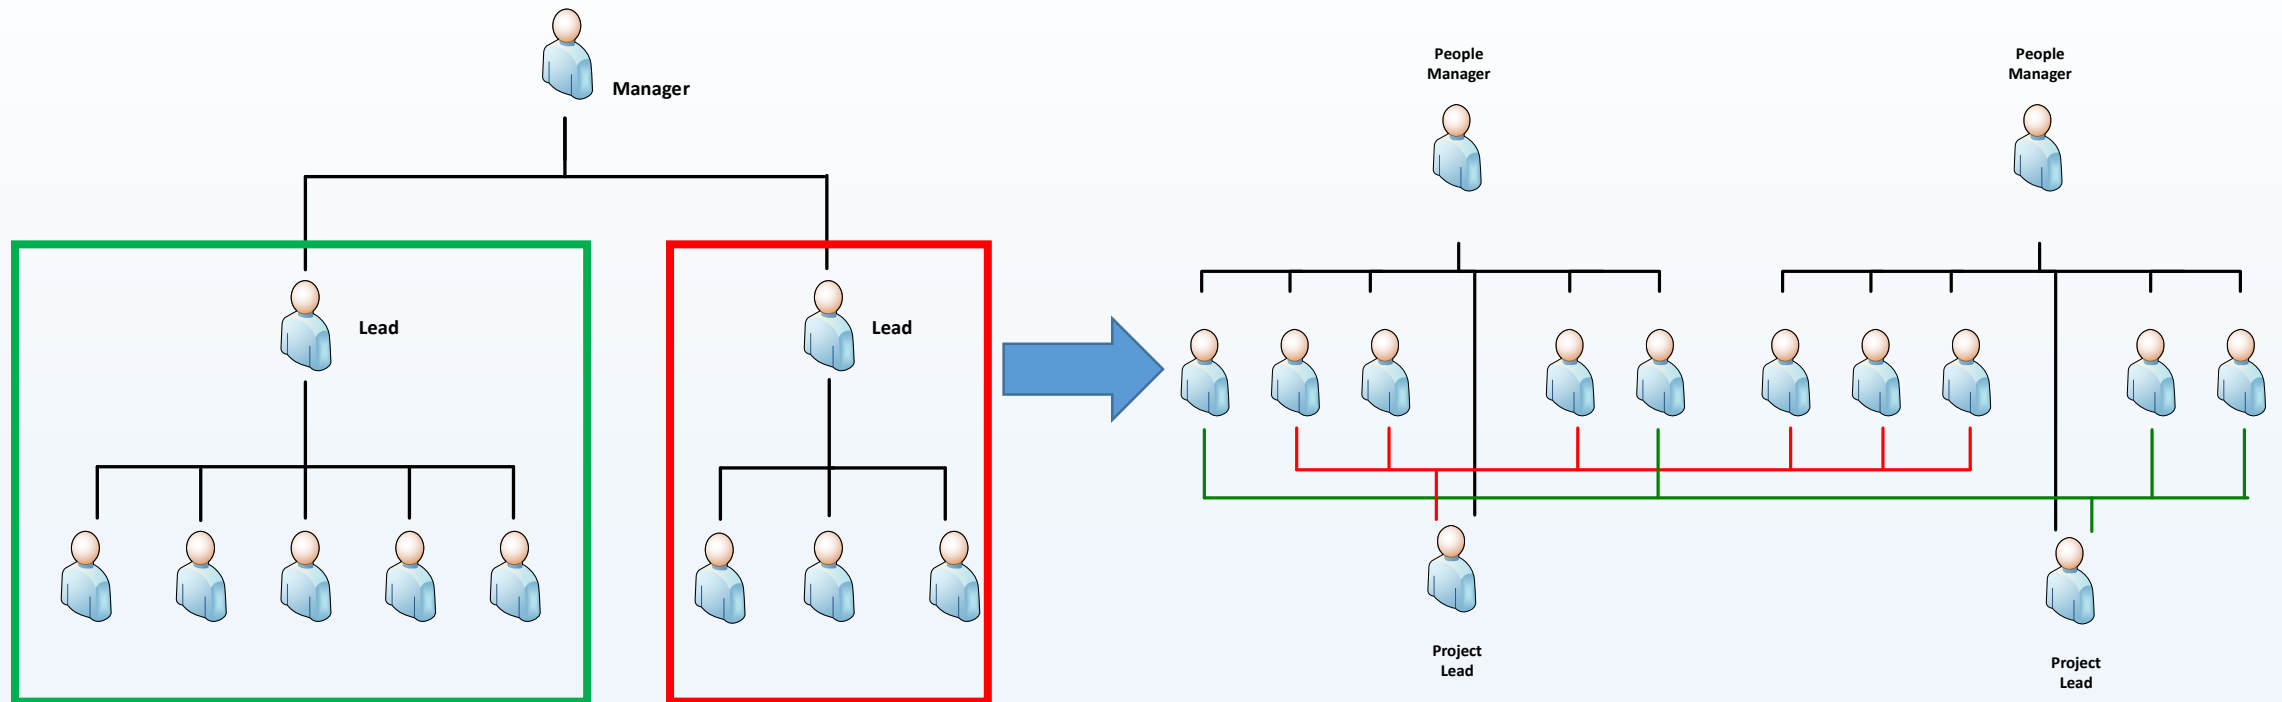 Manager
Lead
Lead
People
Manager
People
Manager
Project
Lead
Project
Lead